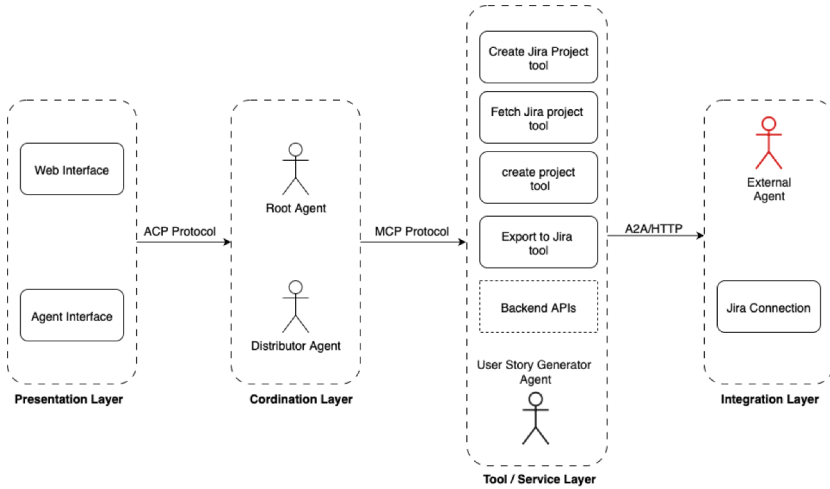 Web Interface
Agent Interface
Presentation Layer
ACP Protocol
Root Agent
Distributor Agent
Cordination Layer
MCP Protocol
Create Jira Project
tool
Fetch Jira project
tool
create project
tool
Export to Jira
tool
Backend APIs
User Story Generator
Agent
Tool / Service Layer
A2A/HTTP
External
Agent
Jira Connection
Integration Layer